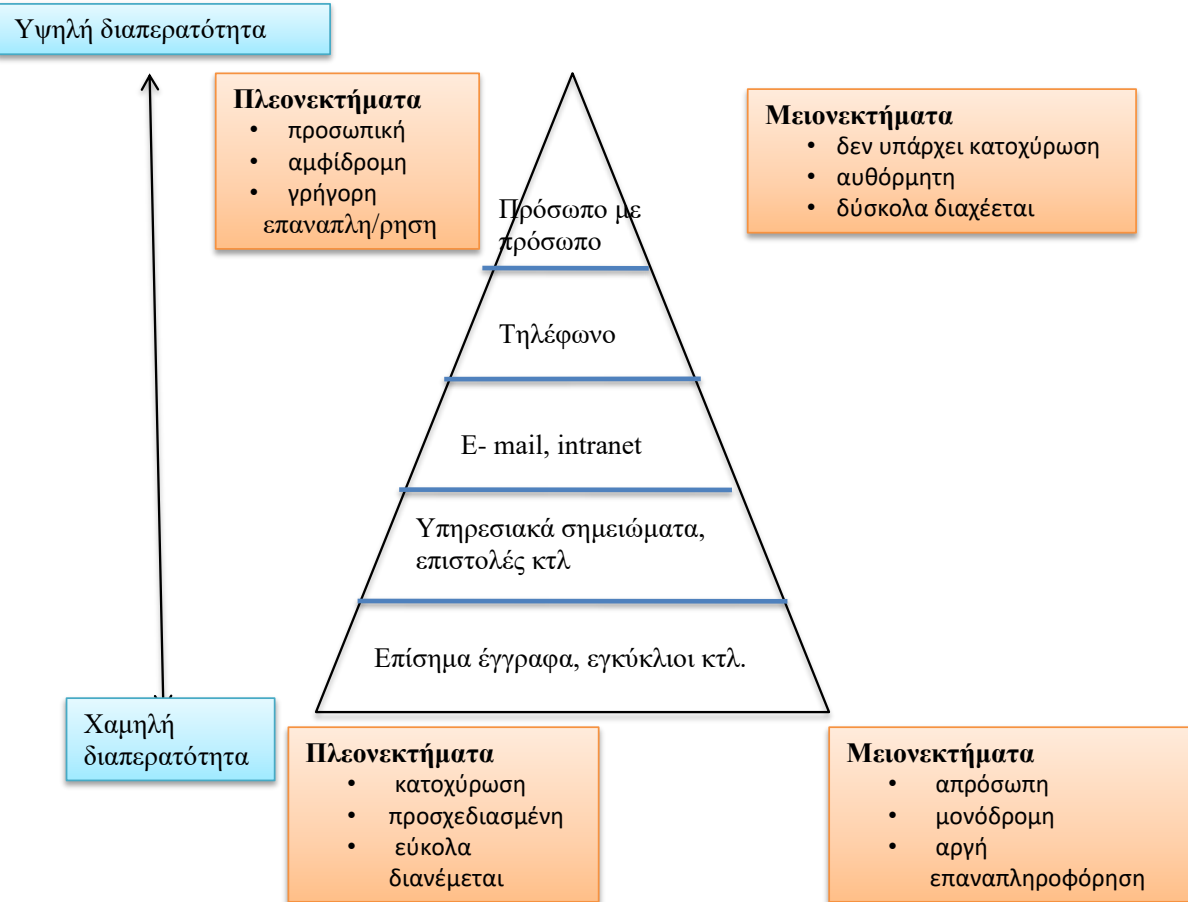 Υψηλή διαπερατότητα
Πλεονεκτήματα
• προσωπική
• αμφίδρομη
• γρήγορη
επαναπλη/ρηση
Μειονεκτήματα
• δεν υπάρχει κατοχύρωση
• αυθόρμητη
• δύσκολα διαχέεται
Πρόσωπο με
πρόσωπο
Τηλέφωνο
E- mail, intranet
Υπηρεσιακά σημειώματα,
επιστολές κτλ
Επίσημα έγγραφα, εγκύκλιοι κτλ.
Χαμηλή
διαπερατότητα
Πλεονεκτήματα
• κατοχύρωση
• προσχεδιασμένη
• εύκολα
διανέμεται
Μειονεκτήματα
• απρόσωπη
• μονόδρομη
• αργή
επαναπληροφόρηση